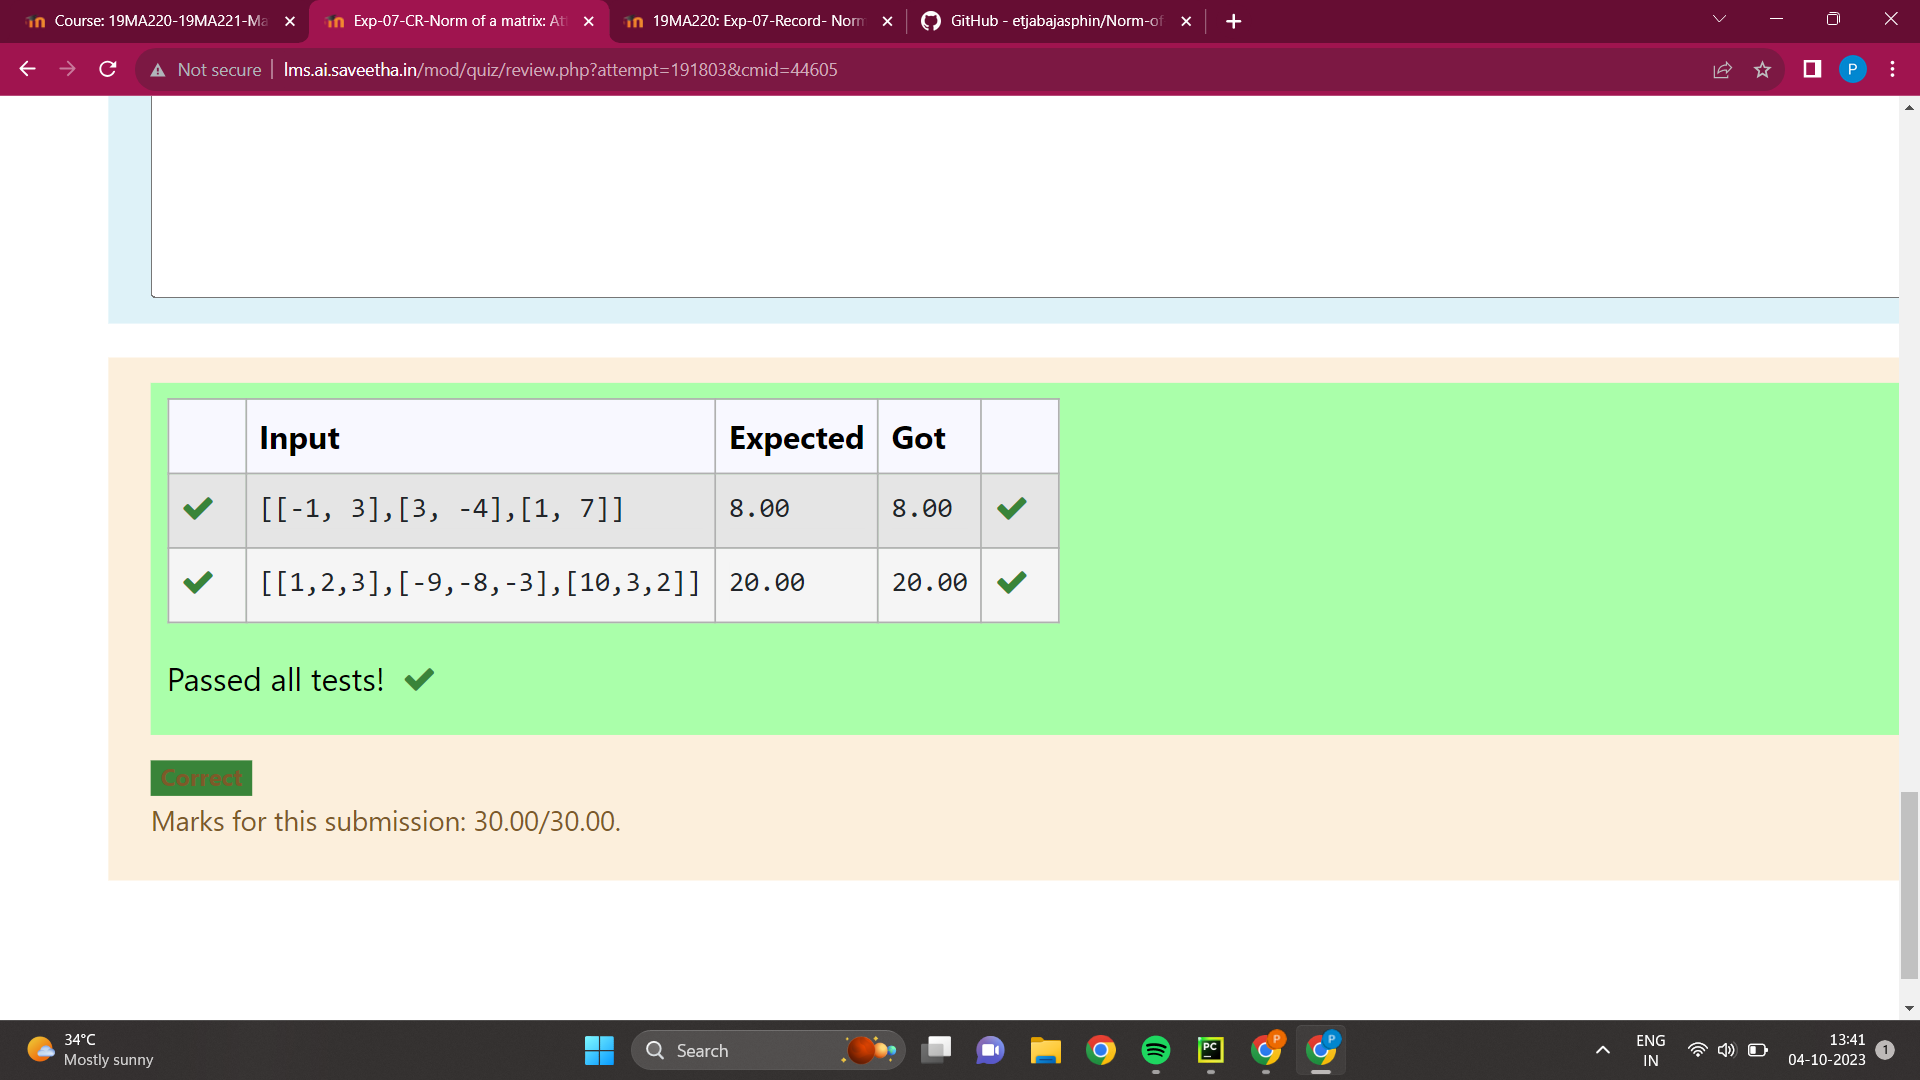 Course: 19MA220-19MA221-Ma
Exp-07-CR-Norm of a matrix: At
19MA220: Exp-07-Record- Norm
GitHub - etjabajasphin/Norm-of
Not secure
lms.ai.saveetha.in/mod/quiz/review.php?attempt=191803&cmid=44605
P
Input Expected Got
[[-1, 3],[3, -4],[1, 7]] 8.00 8.00
[[1,2,3],[-9,-8,-3],[10,3,2]] 20.00 20.00
Passed all tests!
Correct
Marks for this submission: 30.00/30.00.
34°C
Mostly sunny
Search
PC
P
P
ENG
IN
13:41
04-10-2023
1